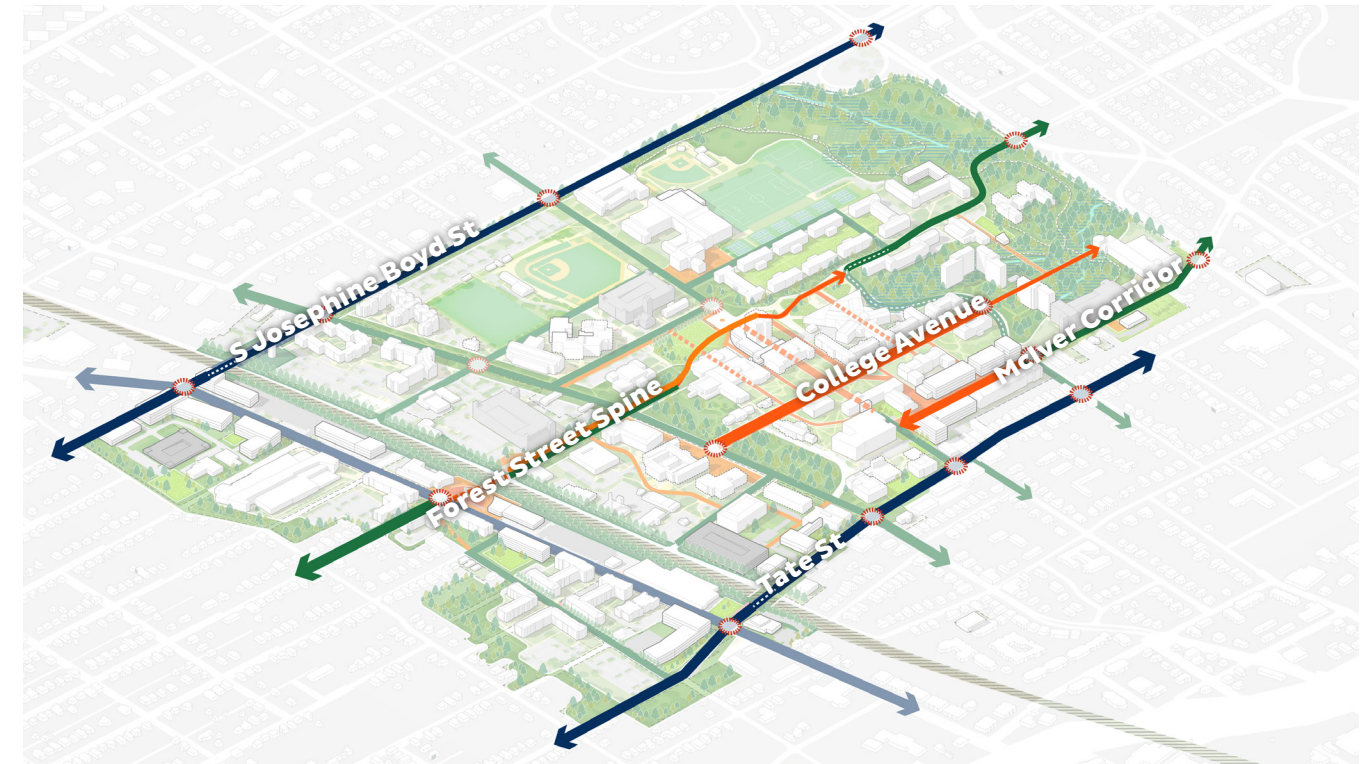 S Josephine Boyd St
College Avenue
McIver Corridor
Forest Street Spine
Tate St